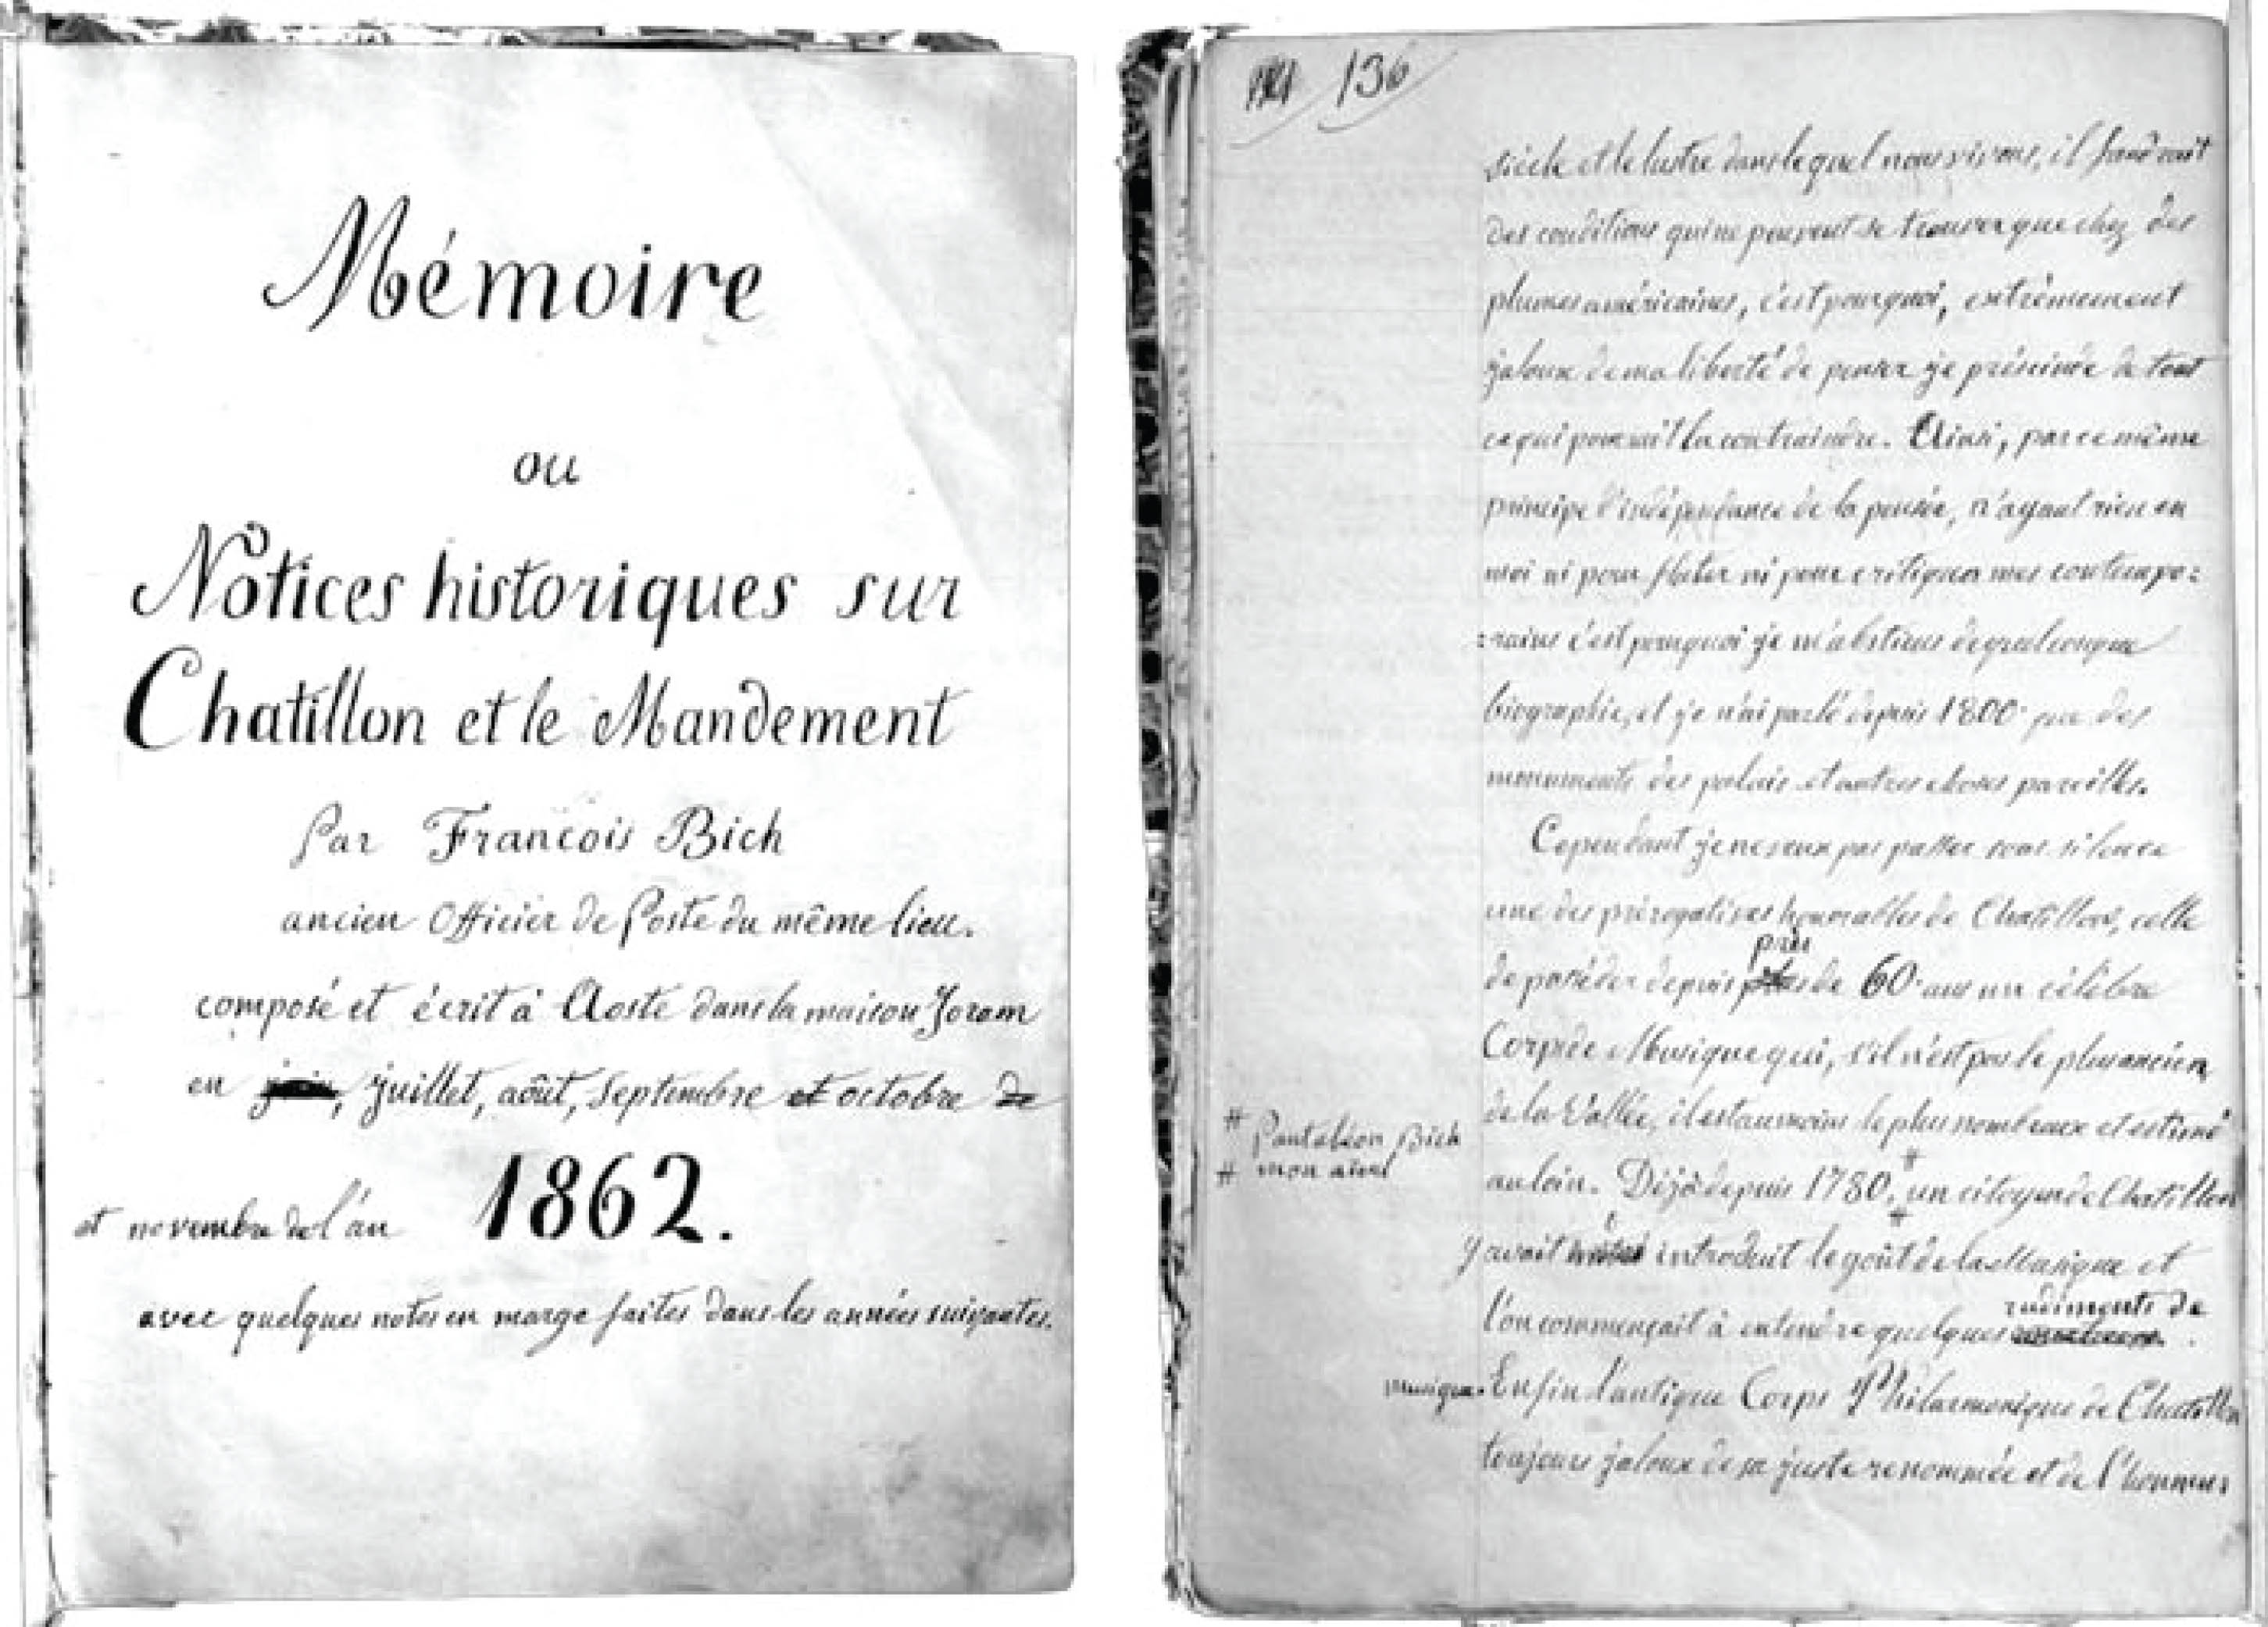 Mémoire
ou
Notices historiques sur
Chatillon et le Mandement
Par François Bich
ancien Officier de Poste du même lieu.
composé et écrit à Aoste dans la maison Joram
en juin, juillet, août, septembre et octobre de
et novembre de l'an 1862.
avec quelques notes en marge faites dans les années suivantes.
136
siècle et le lustre dans lequel nous vivons, il faudrait
des conditions qui ne peuvent se trouver que chez des
plumes américaines, c'est pourquoi, extrêmement
jaloux de ma liberté de penser je de tout
ce qui pourrait la contraindre. Ainsi, par ce même
principe d'indépendance de la pensée, n'ayant rien en
moi ni pour flater ni pour critiquer mes contempo=
=rains c'est pourquoi je m'abstiens de quelconque
biographie, et je n'ai parlé depuis 1800 que des
monuments des palais et autres choses pareilles.
Cependant je ne veux pas passer sous silence
une des prérogatives honorables de Chatillon, celle
près
de posséder depuis plus de 60 ans un célèbre
Corps de Musique qui, s'il n'est pas le plus ancien
de la Vallée, il est au moins le plus nombreux et estimé
# Pantaléon Bich
# mon aieul
au loin. Déjà depuis 1780, # un citoyen de Chatillon #
y avait introduit le goût de la Musique et
rudiments de
l'on commençait à entendre quelques
musique. Enfin l'antique Corps Philarmonique de Chatillon
toujours jaloux de sa juste renommée et de l'honneur